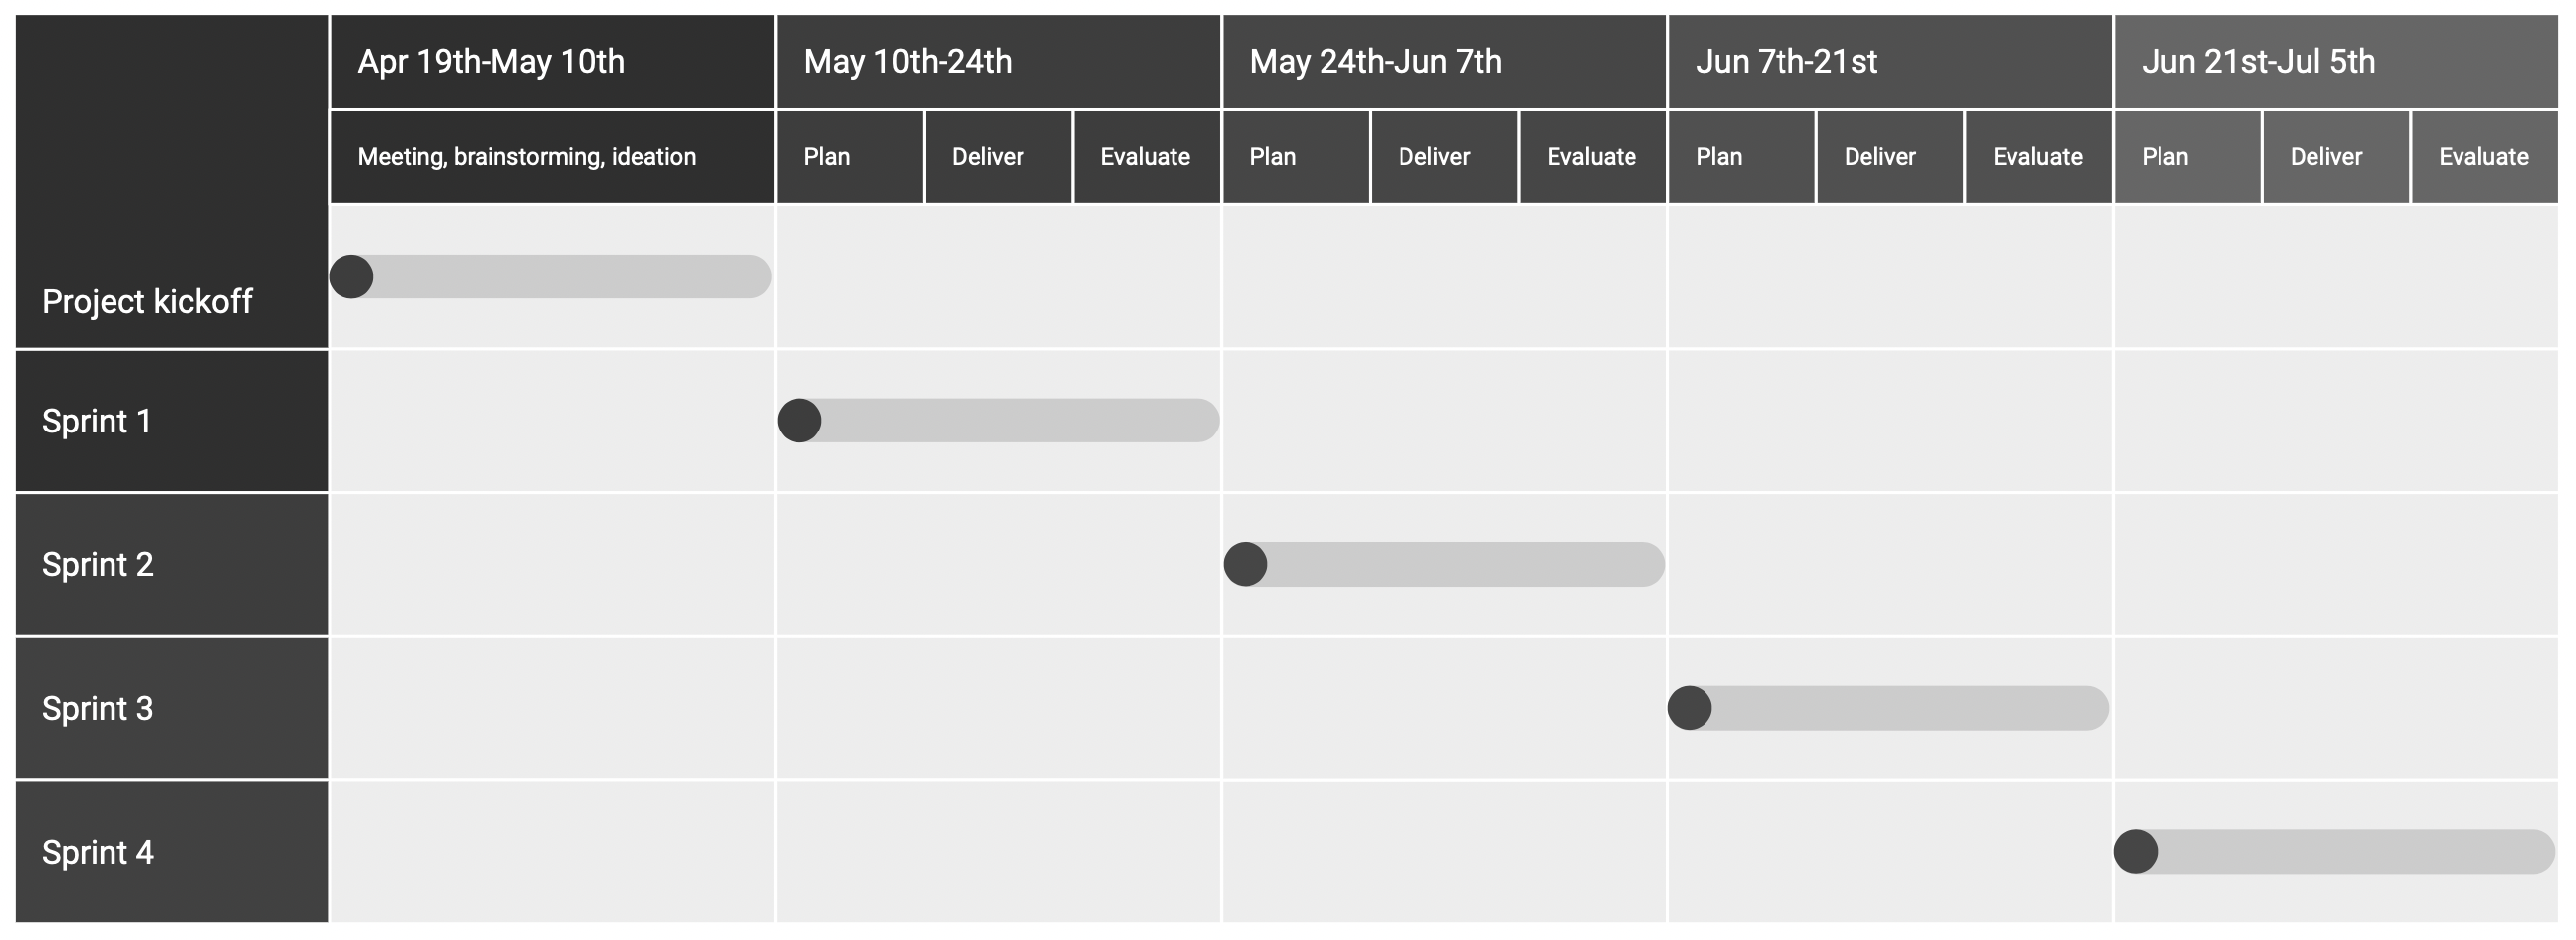 Apr 19th-May 10th
May 10th-24th
May 24th-Jun 7th
Jun 7th-21st
Jun 21st-Jul 5th
Meeting, brainstorming, ideation
Plan
Deliver
Evaluate
Plan
Deliver
Evaluate
Plan
Deliver
Evaluate
Plan
Deliver
Evaluate
Project kickoff
Sprint 1
Sprint 2
Sprint 3
Sprint 4